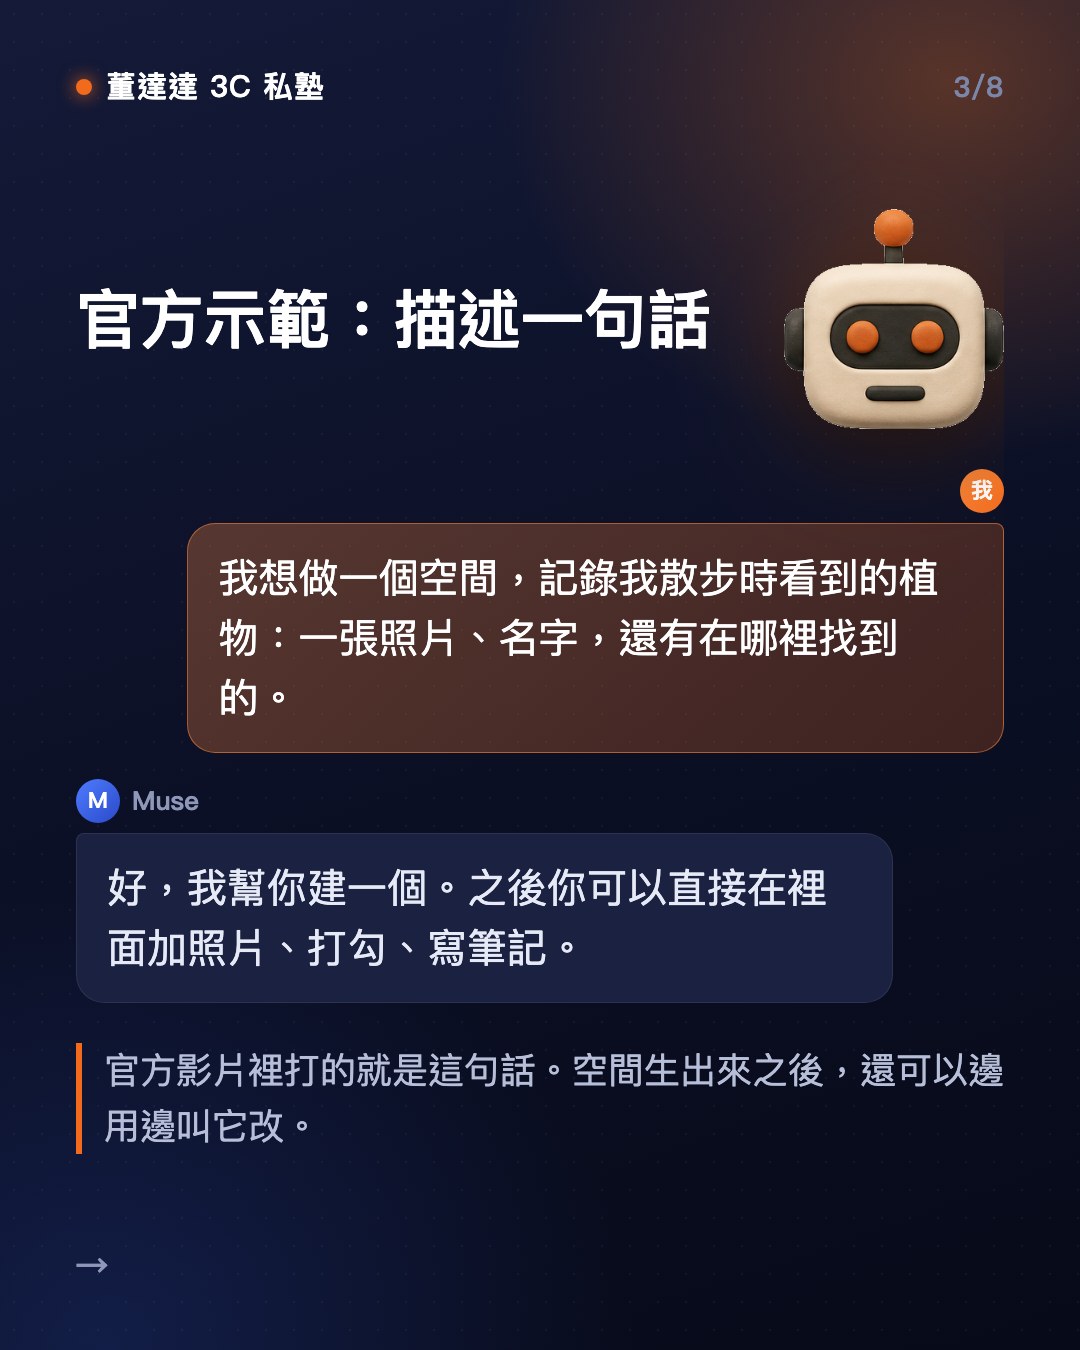 董達達 3C 私塾
3/8
官方示範：描述一句話
我
我想做一個空間，記錄我散步時看到的植
物：一張照片、名字，還有在哪裡找到
的。
M Muse
好，我幫你建一個。之後你可以直接在裡
面加照片、打勾、寫筆記。
官方影片裡打的就是這句話。空間生出來之後，還可以邊
用邊叫它改。
→